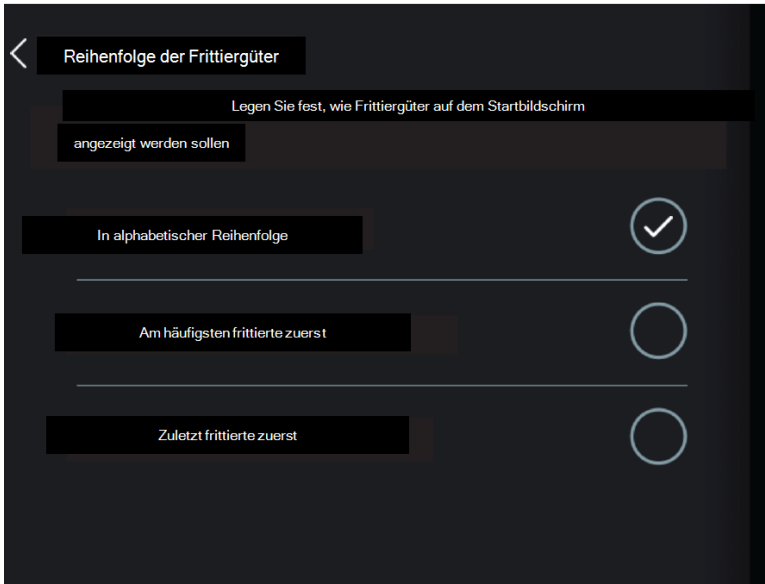 Reihenfolge der Frittiergüter
Legen Sie fest, wie Frittiergüter auf dem Startbildschirm
angezeigt werden sollen
In alphabetischer Reihenfolge
Am häufigsten frittierte zuerst
Zuletzt frittierte zuerst